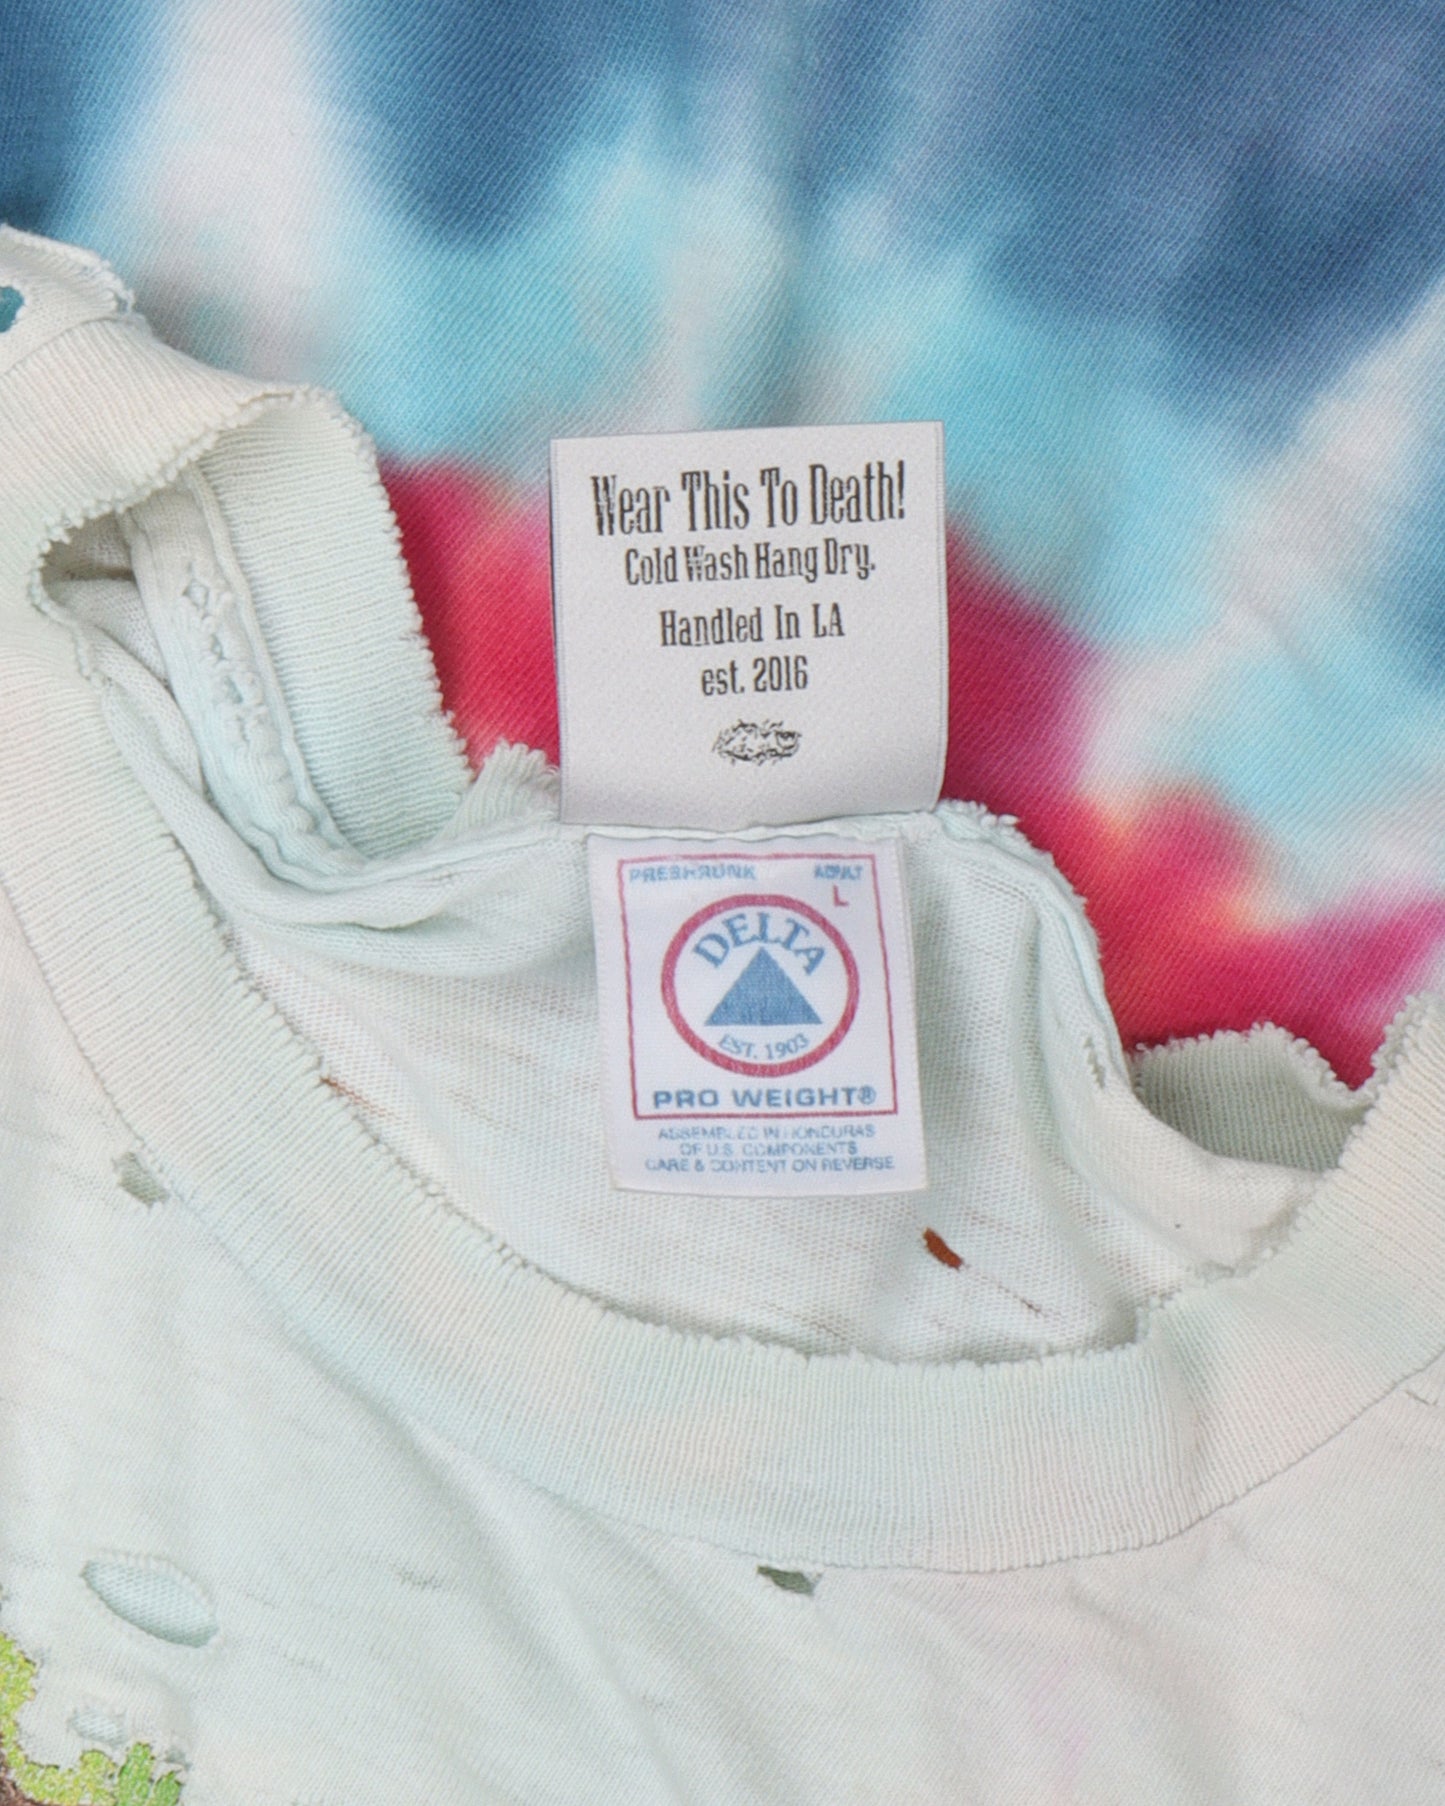 Wear This To Death!
Cold Wash Hang Dry.
Handled In LA
est. 2016
PRESHRUNK ADULT
L
DELTA
EST. 1903
PRO WEIGHT®
ASSEMBLED IN HONDURAS
OF U.S. COMPONENTS
CARE & CONTENT ON REVERSE